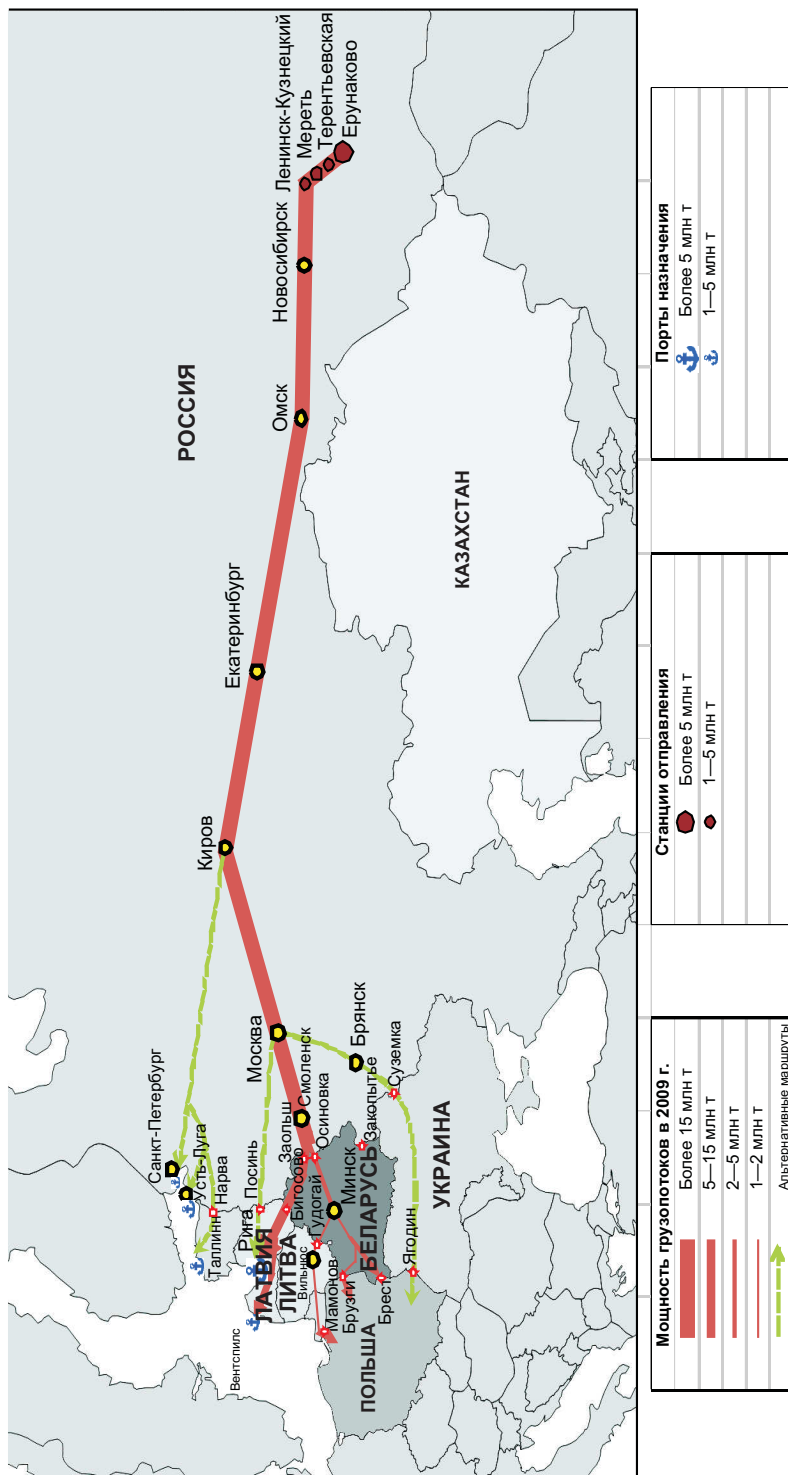 РОССИЯ
КАЗАХСТАН
УКРАИНА
БЕЛАРУСЬ
ПОЛЬША
ЛИТВА
ЛАТВИЯ
Санкт-Петербург
Усть-Луга
Нарва
Таллинн
Посинь
Рига
Вентспилс
Киров
Екатеринбург
Омск
Новосибирск
Ленинск-Кузнецкий
Мереть
Терентьевская
Ерунаково
Москва
Смоленск
Заольш
Осиновка
Бигосово
Гудогай
Минск
Вильнюс
Мамонов
Брузги
Брест
Ягодин
Закопытье
Суземка
Брянск
Мощность грузопотоков в 2009 г.
Более 15 млн т
5—15 млн т
2—5 млн т
1—2 млн т
Альтернативные маршруты
Станции отправления
Более 5 млн т
1—5 млн т
Порты назначения
Более 5 млн т
1—5 млн т